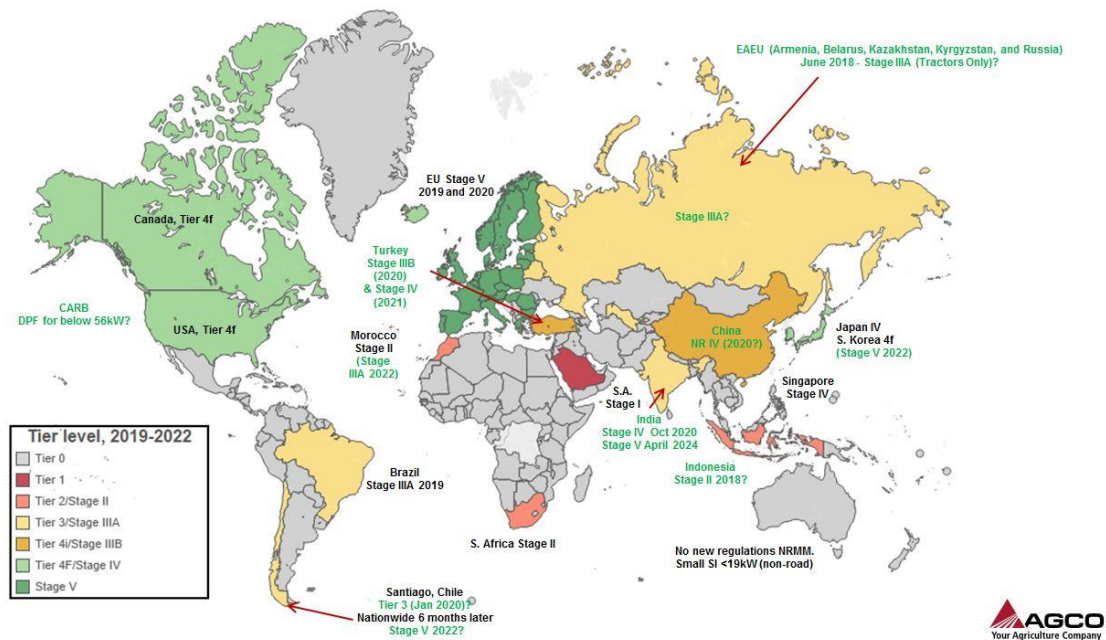 EAEU (Armenia, Belarus, Kazakhstan, Kyrgyzstan, and Russia)
June 2018 - Stage IIIA (Tractors Only)?
EU Stage V
2019 and 2020
Canada, Tier 4f
Stage IIIA?
Turkey
Stage IIIB
(2020)
& Stage IV
(2021)
CARB
DPF for below 56kW?
USA, Tier 4f
China
NR IV (2020?)
Japan IV
S. Korea 4f
(Stage V 2022)
Morocco
Stage II
(Stage
IIIA 2022)
S.A.
Stage I
Singapore
Stage IV
India
Stage IV Oct 2020
Stage V April 2024
Tier level, 2019-2022
Tier 0
Tier 1
Tier 2/Stage II
Tier 3/Stage IIIA
Tier 4i/Stage IIIB
Tier 4F/Stage IV
Stage V
Brazil
Stage IIIA 2019
Indonesia
Stage II 2018?
S. Africa Stage II
No new regulations NRMM.
Small SI <19kW (non-road)
Santiago, Chile
Tier 3 (Jan 2020)?
Nationwide 6 months later
Stage V 2022?
AGCO
Your Agriculture Company